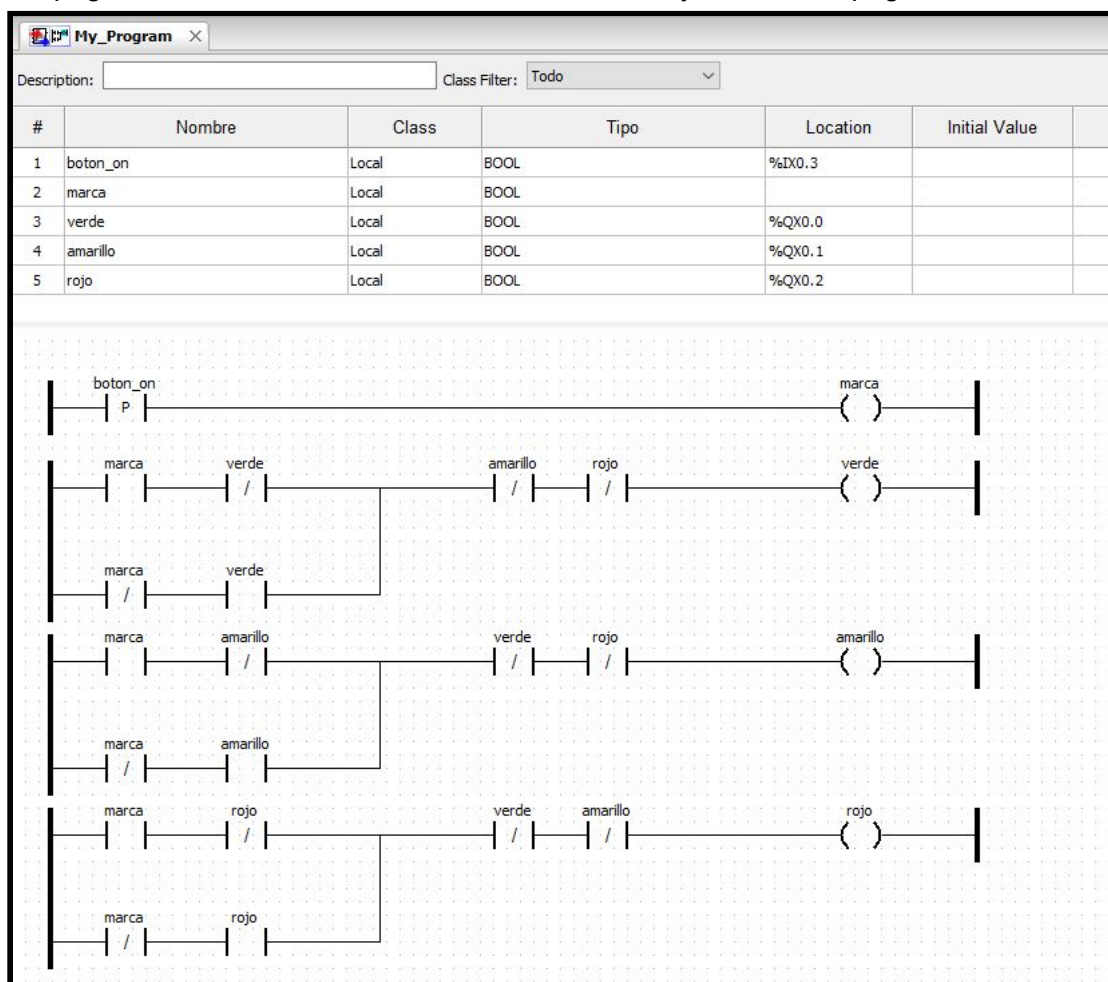 My_Program
Description: Class Filter: Todo
# Nombre Class Tipo Location Initial Value
1 boton_on Local BOOL %IX0.3
2 marca Local BOOL
3 verde Local BOOL %QX0.0
4 amarillo Local BOOL %QX0.1
5 rojo Local BOOL %QX0.2
boton_on marca
P
marca verde amarillo rojo verde
/ / /
marca verde
/
marca amarillo verde rojo amarillo
/ / /
marca amarillo
/
marca rojo verde amarillo rojo
/ / /
marca rojo
/